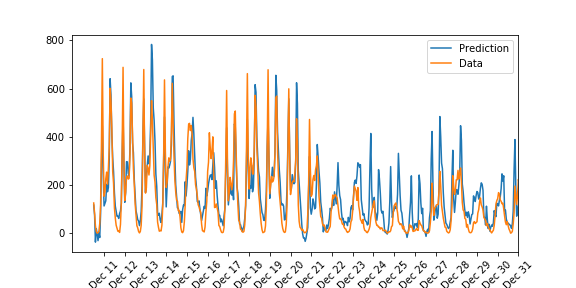 800
600
400
200
0
Prediction
Data
Dec 11
Dec 12
Dec 13
Dec 14
Dec 15
Dec 16
Dec 17
Dec 18
Dec 19
Dec 20
Dec 21
Dec 22
Dec 23
Dec 24
Dec 25
Dec 26
Dec 27
Dec 28
Dec 29
Dec 30
Dec 31